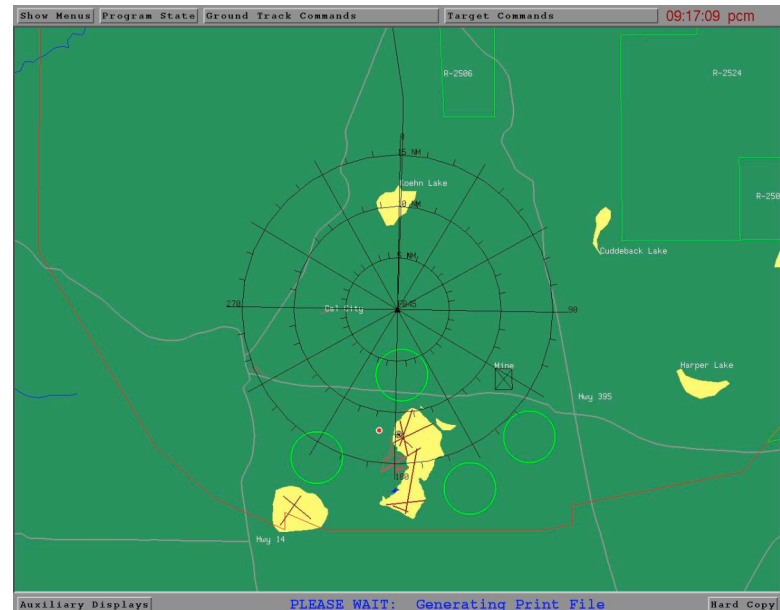 Show Menus Program State Ground Track Commands Target Commands 09:17:09 pcm
R-2506 R-2524
0
15 NM
Koehn Lake
10 NM
R-250
5 NM
Cuddeback Lake
270 90
Cal City
Mine
Harper Lake
Hwy 395
180
Hwy 14
Auxiliary Displays PLEASE WAIT: Generating Print File Hard Copy